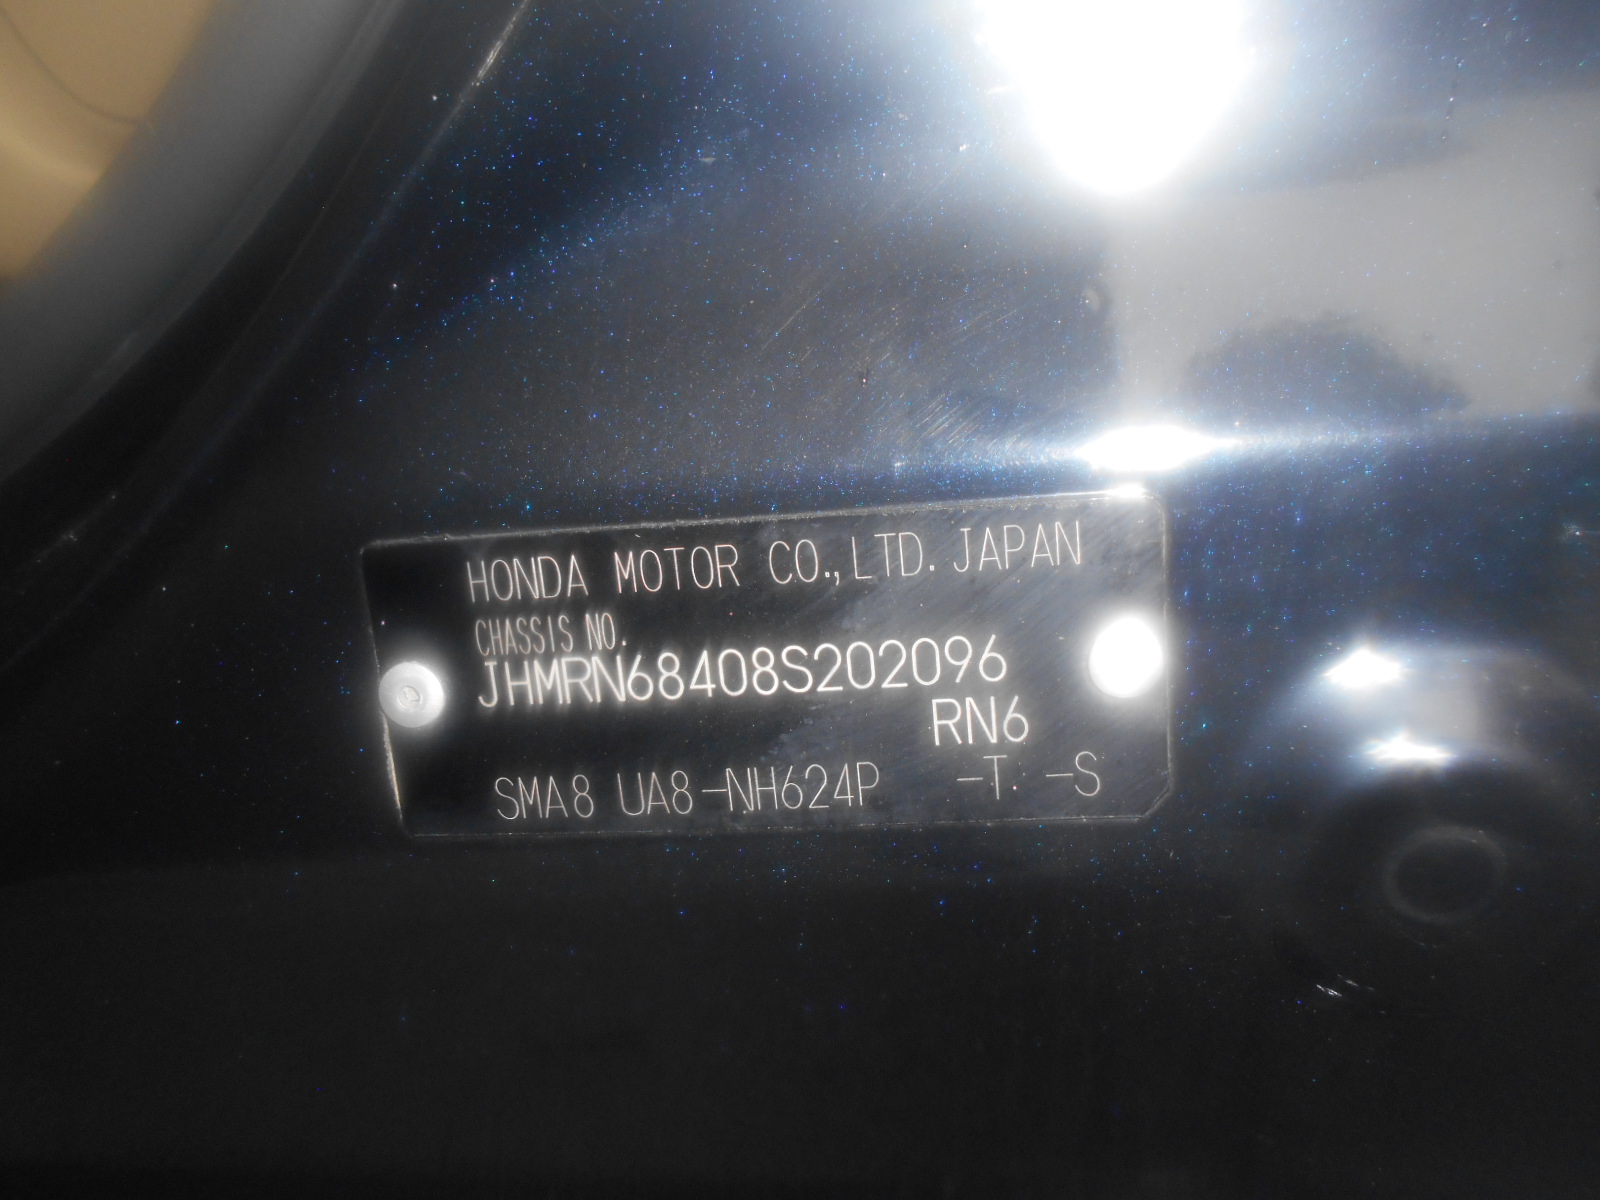 HONDA MOTOR CO.,LTD. JAPAN
CHASSIS NO.
JHMRN68408S202096
RN6
SMA8 UA8-NH624P -T. -S